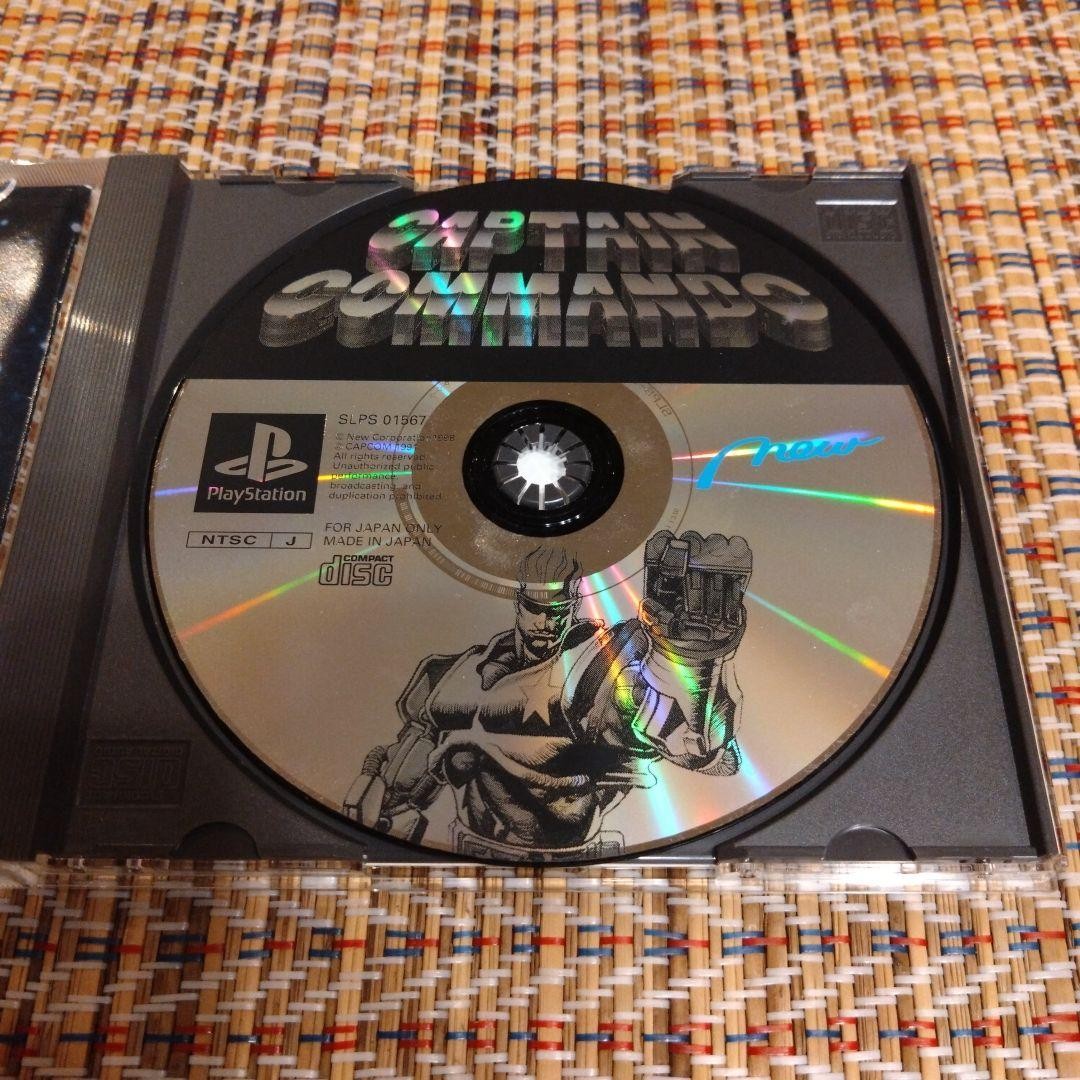 CAPTAIN
COMMANDO
SLPS 01567
© New Corporation 1998
© CAPCOM 1991
All rights reserved.
Unauthorized public
performance,
broadcasting and
duplication prohibited.
PlayStation
FOR JAPAN ONLY
MADE IN JAPAN
NTSC J
COMPACT
disc
new